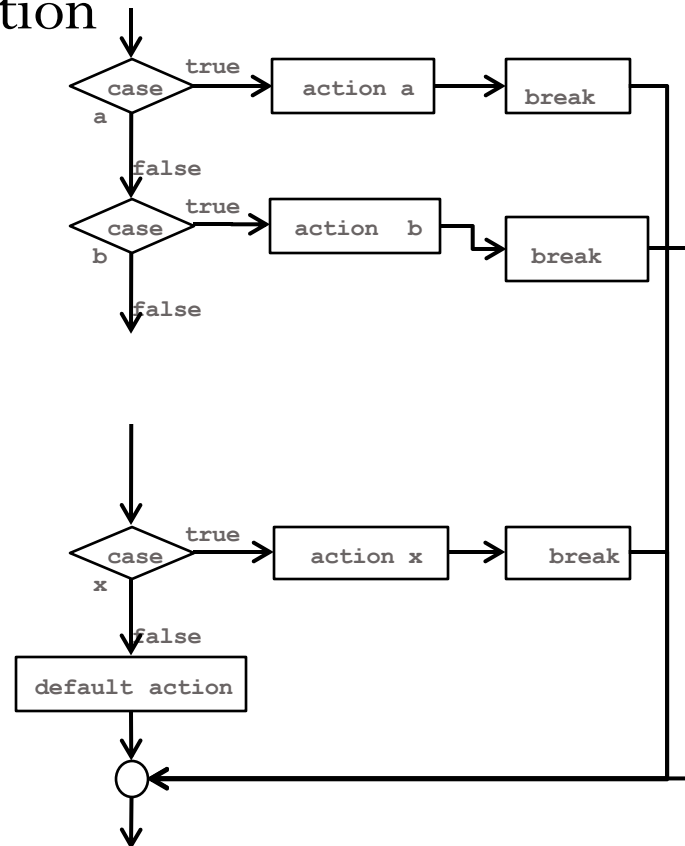 tion
true
case
a
action a
break
false
true
case
b
action b
break
false
true
case
x
action x
break
false
default action